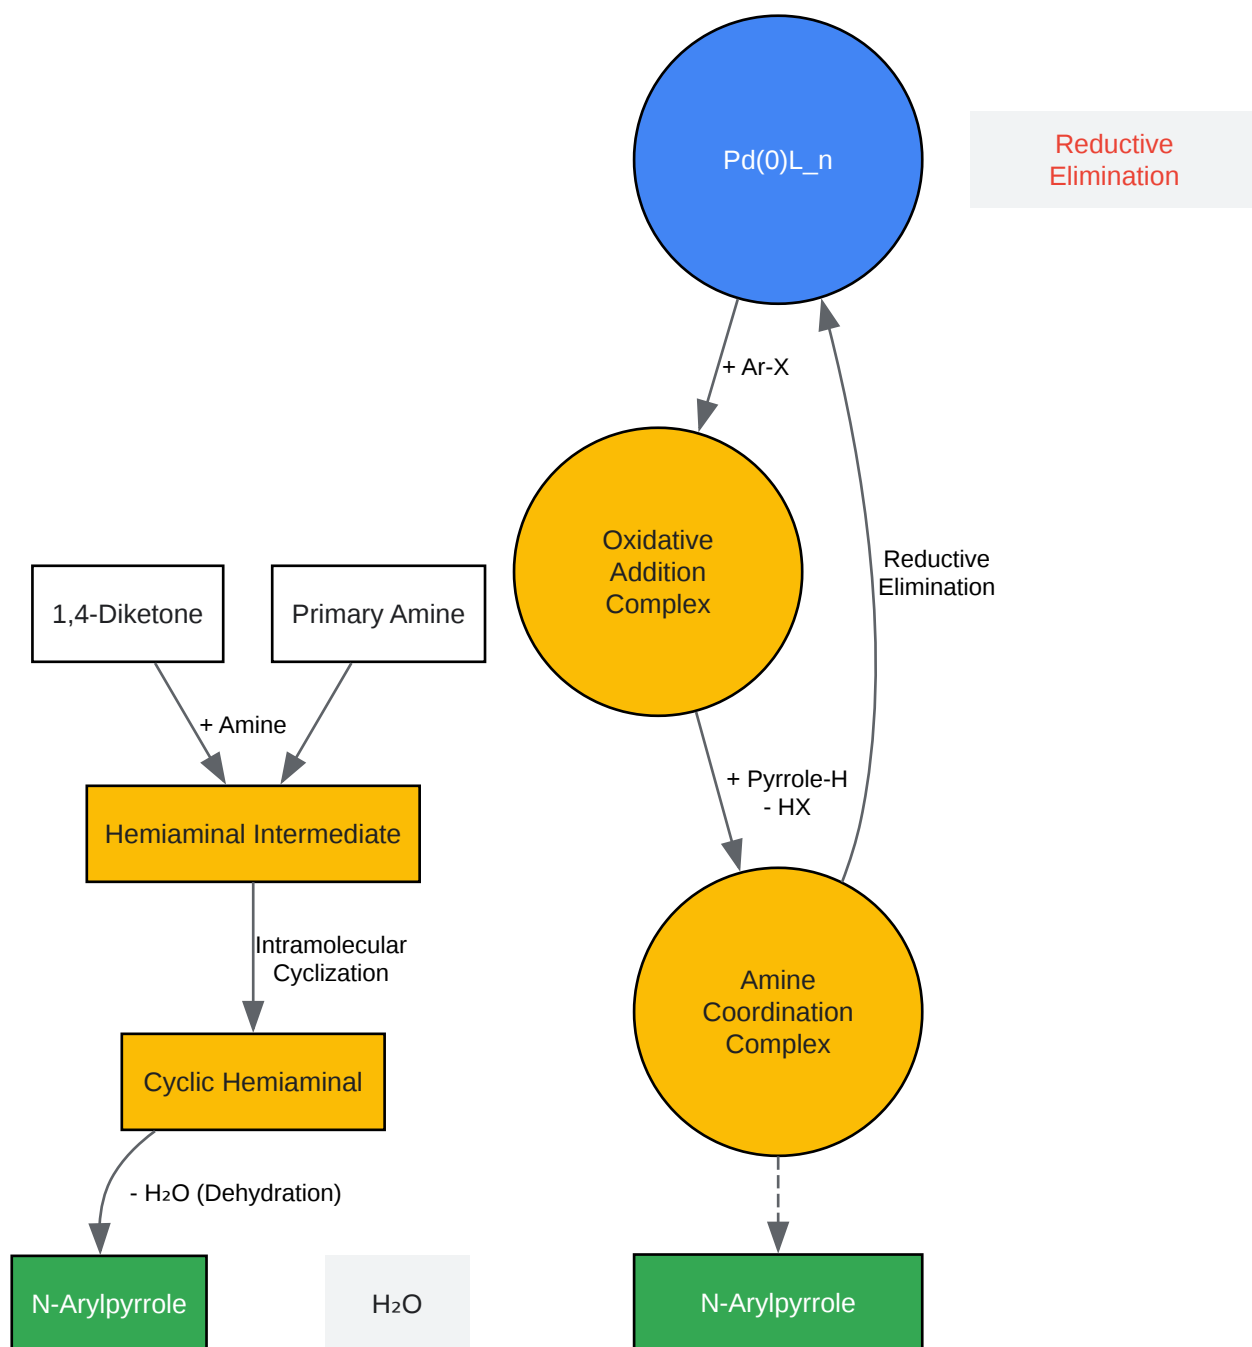 Pd(0)L_n
Reductive
Elimination
+ Ar-X
Oxidative
Addition
Complex
Reductive
Elimination
1,4-Diketone
Primary Amine
+ Amine
+ Pyrrole-H
- HX
Hemiaminal Intermediate
Intramolecular
Cyclization
Amine
Coordination
Complex
Cyclic Hemiaminal
- H₂O (Dehydration)
N-Arylpyrrole
H₂O
N-Arylpyrrole